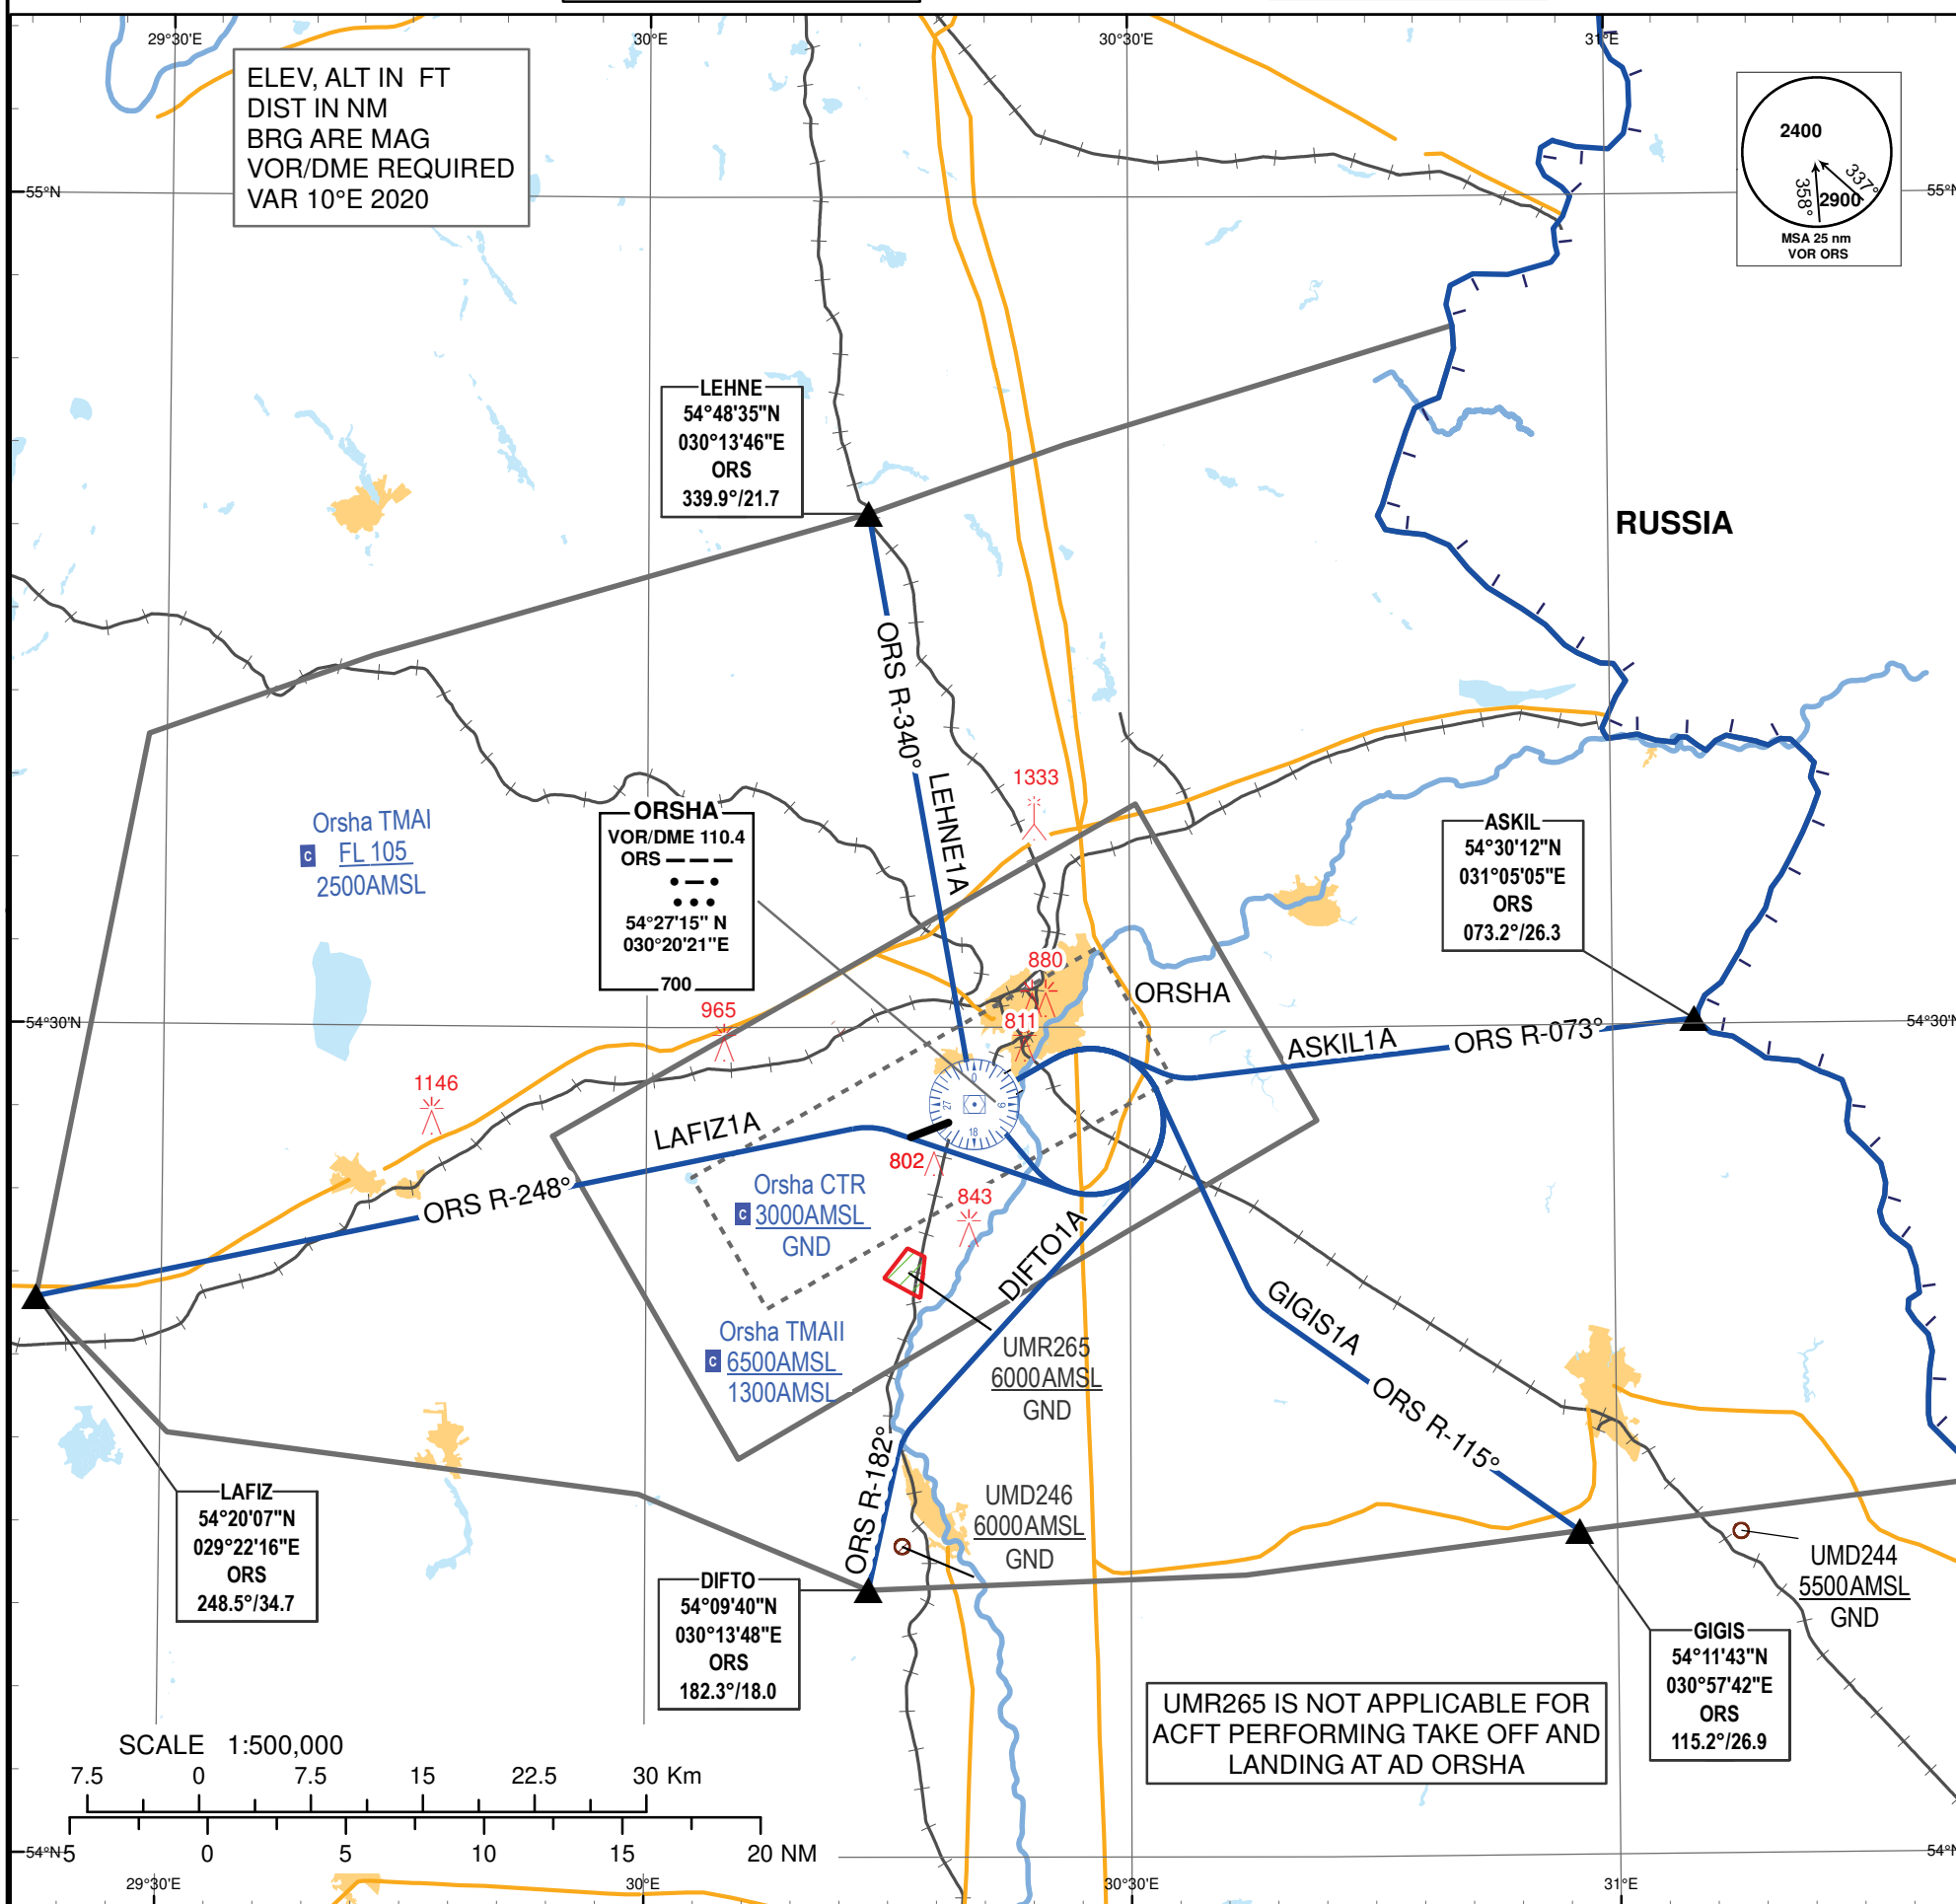 29°30'E
30°E
30°30'E
31°E
ELEV, ALT IN FT
DIST IN NM
BRG ARE MAG
VOR/DME REQUIRED
VAR 10°E 2020
2400
337°
358°
2900
MSA 25 nm
VOR ORS
55°N
LEHNE
54°48'35"N
030°13'46"E
ORS
339.9°/21.7
RUSSIA
ORS R-340°
LEHNE1A
1333
Orsha TMAI
C FL 105
2500AMSL
ORSHA
VOR/DME 110.4
ORS
54°27'15" N
030°20'21"E
700
ASKIL
54°30'12"N
031°05'05"E
ORS
073.2°/26.3
880
ORSHA
965
811
54°30'N
54°30'N
ASKIL1A
ORS R-073°
1146
0
9
18
27
LAFIZ1A
ORS R-248°
802
843
Orsha CTR
C 3000AMSL
GND
DIFTO1A
GIGIS1A
Orsha TMAII
C 6500AMSL
1300AMSL
UMR265
6000AMSL
GND
ORS R-115°
ORS R-182°
UMD246
6000AMSL
GND
LAFIZ
54°20'07"N
029°22'16"E
ORS
248.5°/34.7
DIFTO
54°09'40"N
030°13'48"E
ORS
182.3°/18.0
UMD244
5500AMSL
GND
GIGIS
54°11'43"N
030°57'42"E
ORS
115.2°/26.9
UMR265 IS NOT APPLICABLE FOR
ACFT PERFORMING TAKE OFF AND
LANDING AT AD ORSHA
SCALE 1:500,000
7.5 0 7.5 15 22.5 30 Km
5 0 5 10 15 20 NM
54°N
54°
29°30'E
30°E
30°30'E
31°E